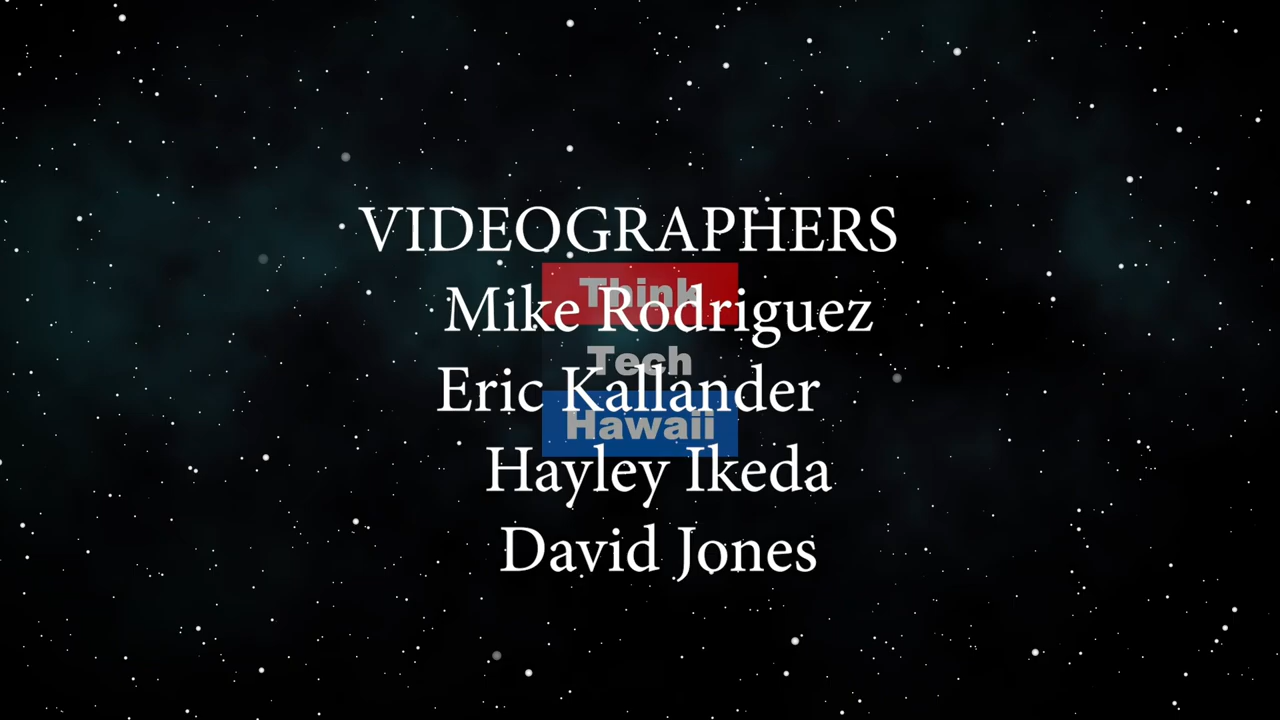 VIDEOGRAPHERS
Think
Mike Rodriguez
Tech
Eric Kallander
Hawaii
Hayley Ikeda
David Jones